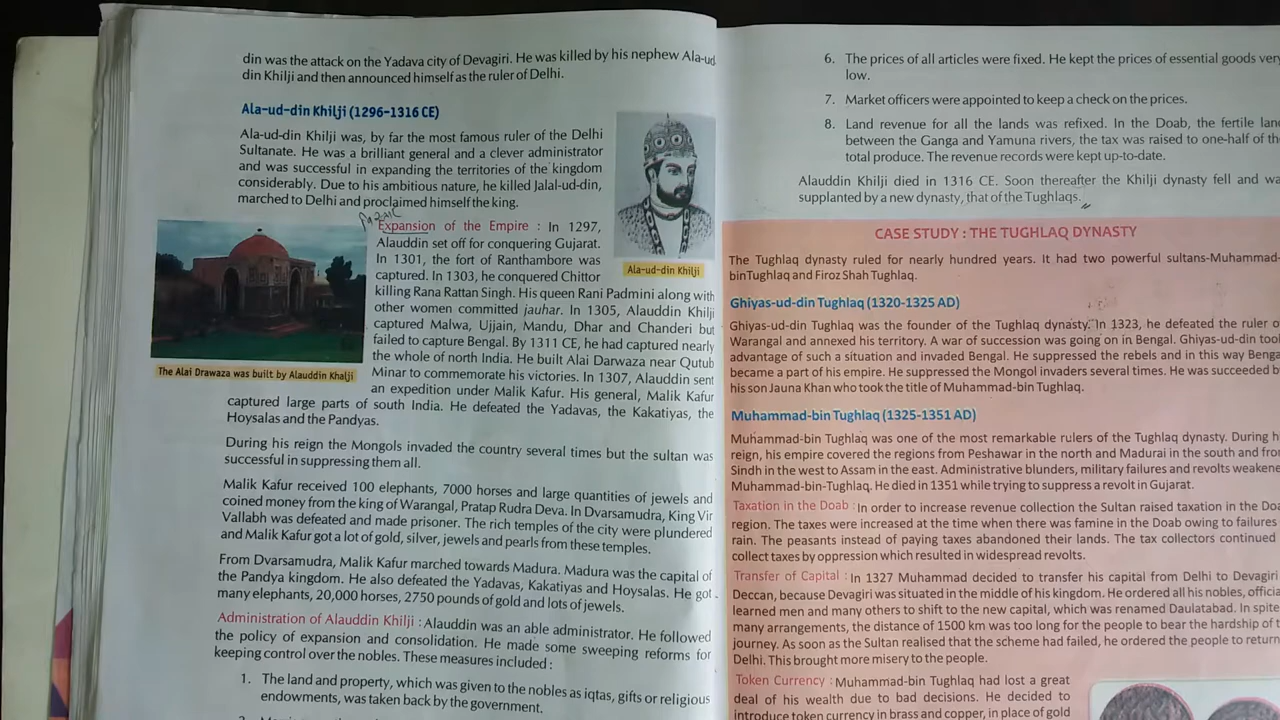 din was the attack on the Yadava city of Devagiri. He was killed by his nephew Ala-ud
din Khilji and then announced himself as the ruler of Delhi.
Ala-ud-din Khilji (1296-1316 CE)
Ala-ud-din Khilji was, by far the most famous ruler of the Delhi
Sultanate. He was a brilliant general and a clever administrator
and was successful in expanding the territories of the kingdom
considerably. Due to his ambitious nature, he killed Jalal-ud-din,
marched to Delhi and proclaimed himself the king.
Expansion of the Empire : In 1297,
Alauddin set off for conquering Gujarat.
In 1301, the fort of Ranthambore was
captured. In 1303, he conquered Chittor
killing Rana Rattan Singh. His queen Rani Padmini along with
other women committed jauhar. In 1305, Alauddin Khilji
captured Malwa, Ujjain, Mandu, Dhar and Chanderi but
failed to capture Bengal. By 1311 CE, he had captured nearly
the whole of north India. He built Alai Darwaza near Qutub
Minar to commemorate his victories. In 1307, Alauddin sent
an expedition under Malik Kafur. His general, Malik Kafur
captured large parts of south India. He defeated the Yadavas, the Kakatiyas, the
Hoysalas and the Pandyas.
Ala-ud-din Khilji
The Alai Drawaza was built by Alauddin Khalji
During his reign the Mongols invaded the country several times but the sultan was
successful in suppressing them all.
Malik Kafur received 100 elephants, 7000 horses and large quantities of jewels and
coined money from the king of Warangal, Pratap Rudra Deva. In Dvarsamudra, King Vir
Vallabh was defeated and made prisoner. The rich temples of the city were plundered
and Malik Kafur got a lot of gold, silver, jewels and pearls from these temples.
From Dvarsamudra, Malik Kafur marched towards Madura. Madura was the capital of
the Pandya kingdom. He also defeated the Yadavas, Kakatiyas and Hoysalas. He got
many elephants, 20,000 horses, 2750 pounds of gold and lots of jewels.
Administration of Alauddin Khilji : Alauddin was an able administrator. He followed
the policy of expansion and consolidation. He made some sweeping reforms for
keeping control over the nobles. These measures included :
1. The land and property, which was given to the nobles as iqtas, gifts or religious
endowments, was taken back by the government.
6. The prices of all articles were fixed. He kept the prices of essential goods very
low.
7. Market officers were appointed to keep a check on the prices.
8. Land revenue for all the lands was refixed. In the Doab, the fertile land
between the Ganga and Yamuna rivers, the tax was raised to one-half of the
total produce. The revenue records were kept up-to-date.
Alauddin Khilji died in 1316 CE. Soon thereafter the Khilji dynasty fell and wa
supplanted by a new dynasty, that of the Tughlaqs.
CASE STUDY : THE TUGHLAQ DYNASTY
The Tughlaq dynasty ruled for nearly hundred years. It had two powerful sultans-Muhammad-
binTughlaq and Firoz Shah Tughlaq.
Ghiyas-ud-din Tughlaq (1320-1325 AD)
Ghiyas-ud-din Tughlaq was the founder of the Tughlaq dynasty. In 1323, he defeated the ruler o
Warangal and annexed his territory. A war of succession was going on in Bengal. Ghiyas-ud-din too
advantage of such a situation and invaded Bengal. He suppressed the rebels and in this way Benga
became a part of his empire. He suppressed the Mongol invaders several times. He was succeeded b
his son Jauna Khan who took the title of Muhammad-bin Tughlaq.
Muhammad-bin Tughlaq (1325-1351 AD)
Muhammad-bin Tughlaq was one of the most remarkable rulers of the Tughlaq dynasty. During h
reign, his empire covered the regions from Peshawar in the north and Madurai in the south and fro
Sindh in the west to Assam in the east. Administrative blunders, military failures and revolts weakene
Muhammad-bin-Tughlaq. He died in 1351 while trying to suppress a revolt in Gujarat.
Taxation in the Doab : In order to increase revenue collection the Sultan raised taxation in the Doa
region. The taxes were increased at the time when there was famine in the Doab owing to failures
rain. The peasants instead of paying taxes abandoned their lands. The tax collectors continued
collect taxes by oppression which resulted in widespread revolts.
Transfer of Capital : In 1327 Muhammad decided to transfer his capital from Delhi to Devagiri
Deccan, because Devagiri was situated in the middle of his kingdom. He ordered all his nobles, officia
learned men and many others to shift to the new capital, which was renamed Daulatabad. In spite
many arrangements, the distance of 1500 km was too long for the people to bear the hardship of t
journey. As soon as the Sultan realised that the scheme had failed, he ordered the people to return
Delhi. This brought more misery to the people.
Token Currency : Muhammad-bin Tughlaq had lost a great
deal of his wealth due to bad decisions. He decided to
introduce token currency in brass and copper, in place of gold